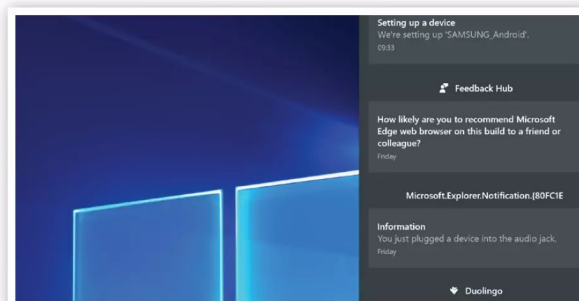 Setting up a device
We're setting up 'SAMSUNG_Android'.
09:33
Feedback Hub
How likely are you to recommend Microsoft
Edge web browser on this build to a friend or
colleague?
Friday
Microsoft.Explorer.Notification.{80FC1E
Information
You just plugged a device into the audio jack.
Friday
Duolingo